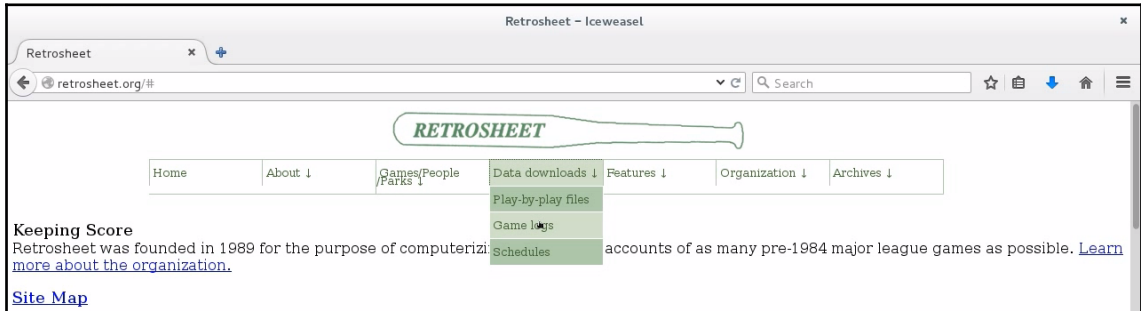 Retrosheet – Iceweasel
Retrosheet
retrosheet.org/#
Search
RETROSHEET
Home About ↓ Games/People Data downloads ↓ Features ↓ Organization ↓ Archives ↓
/Parks ↓
Play-by-play files
Game logs
Schedules
Keeping Score
Retrosheet was founded in 1989 for the purpose of computerizi accounts of as many pre-1984 major league games as possible. Learn
more about the organization.
Site Map